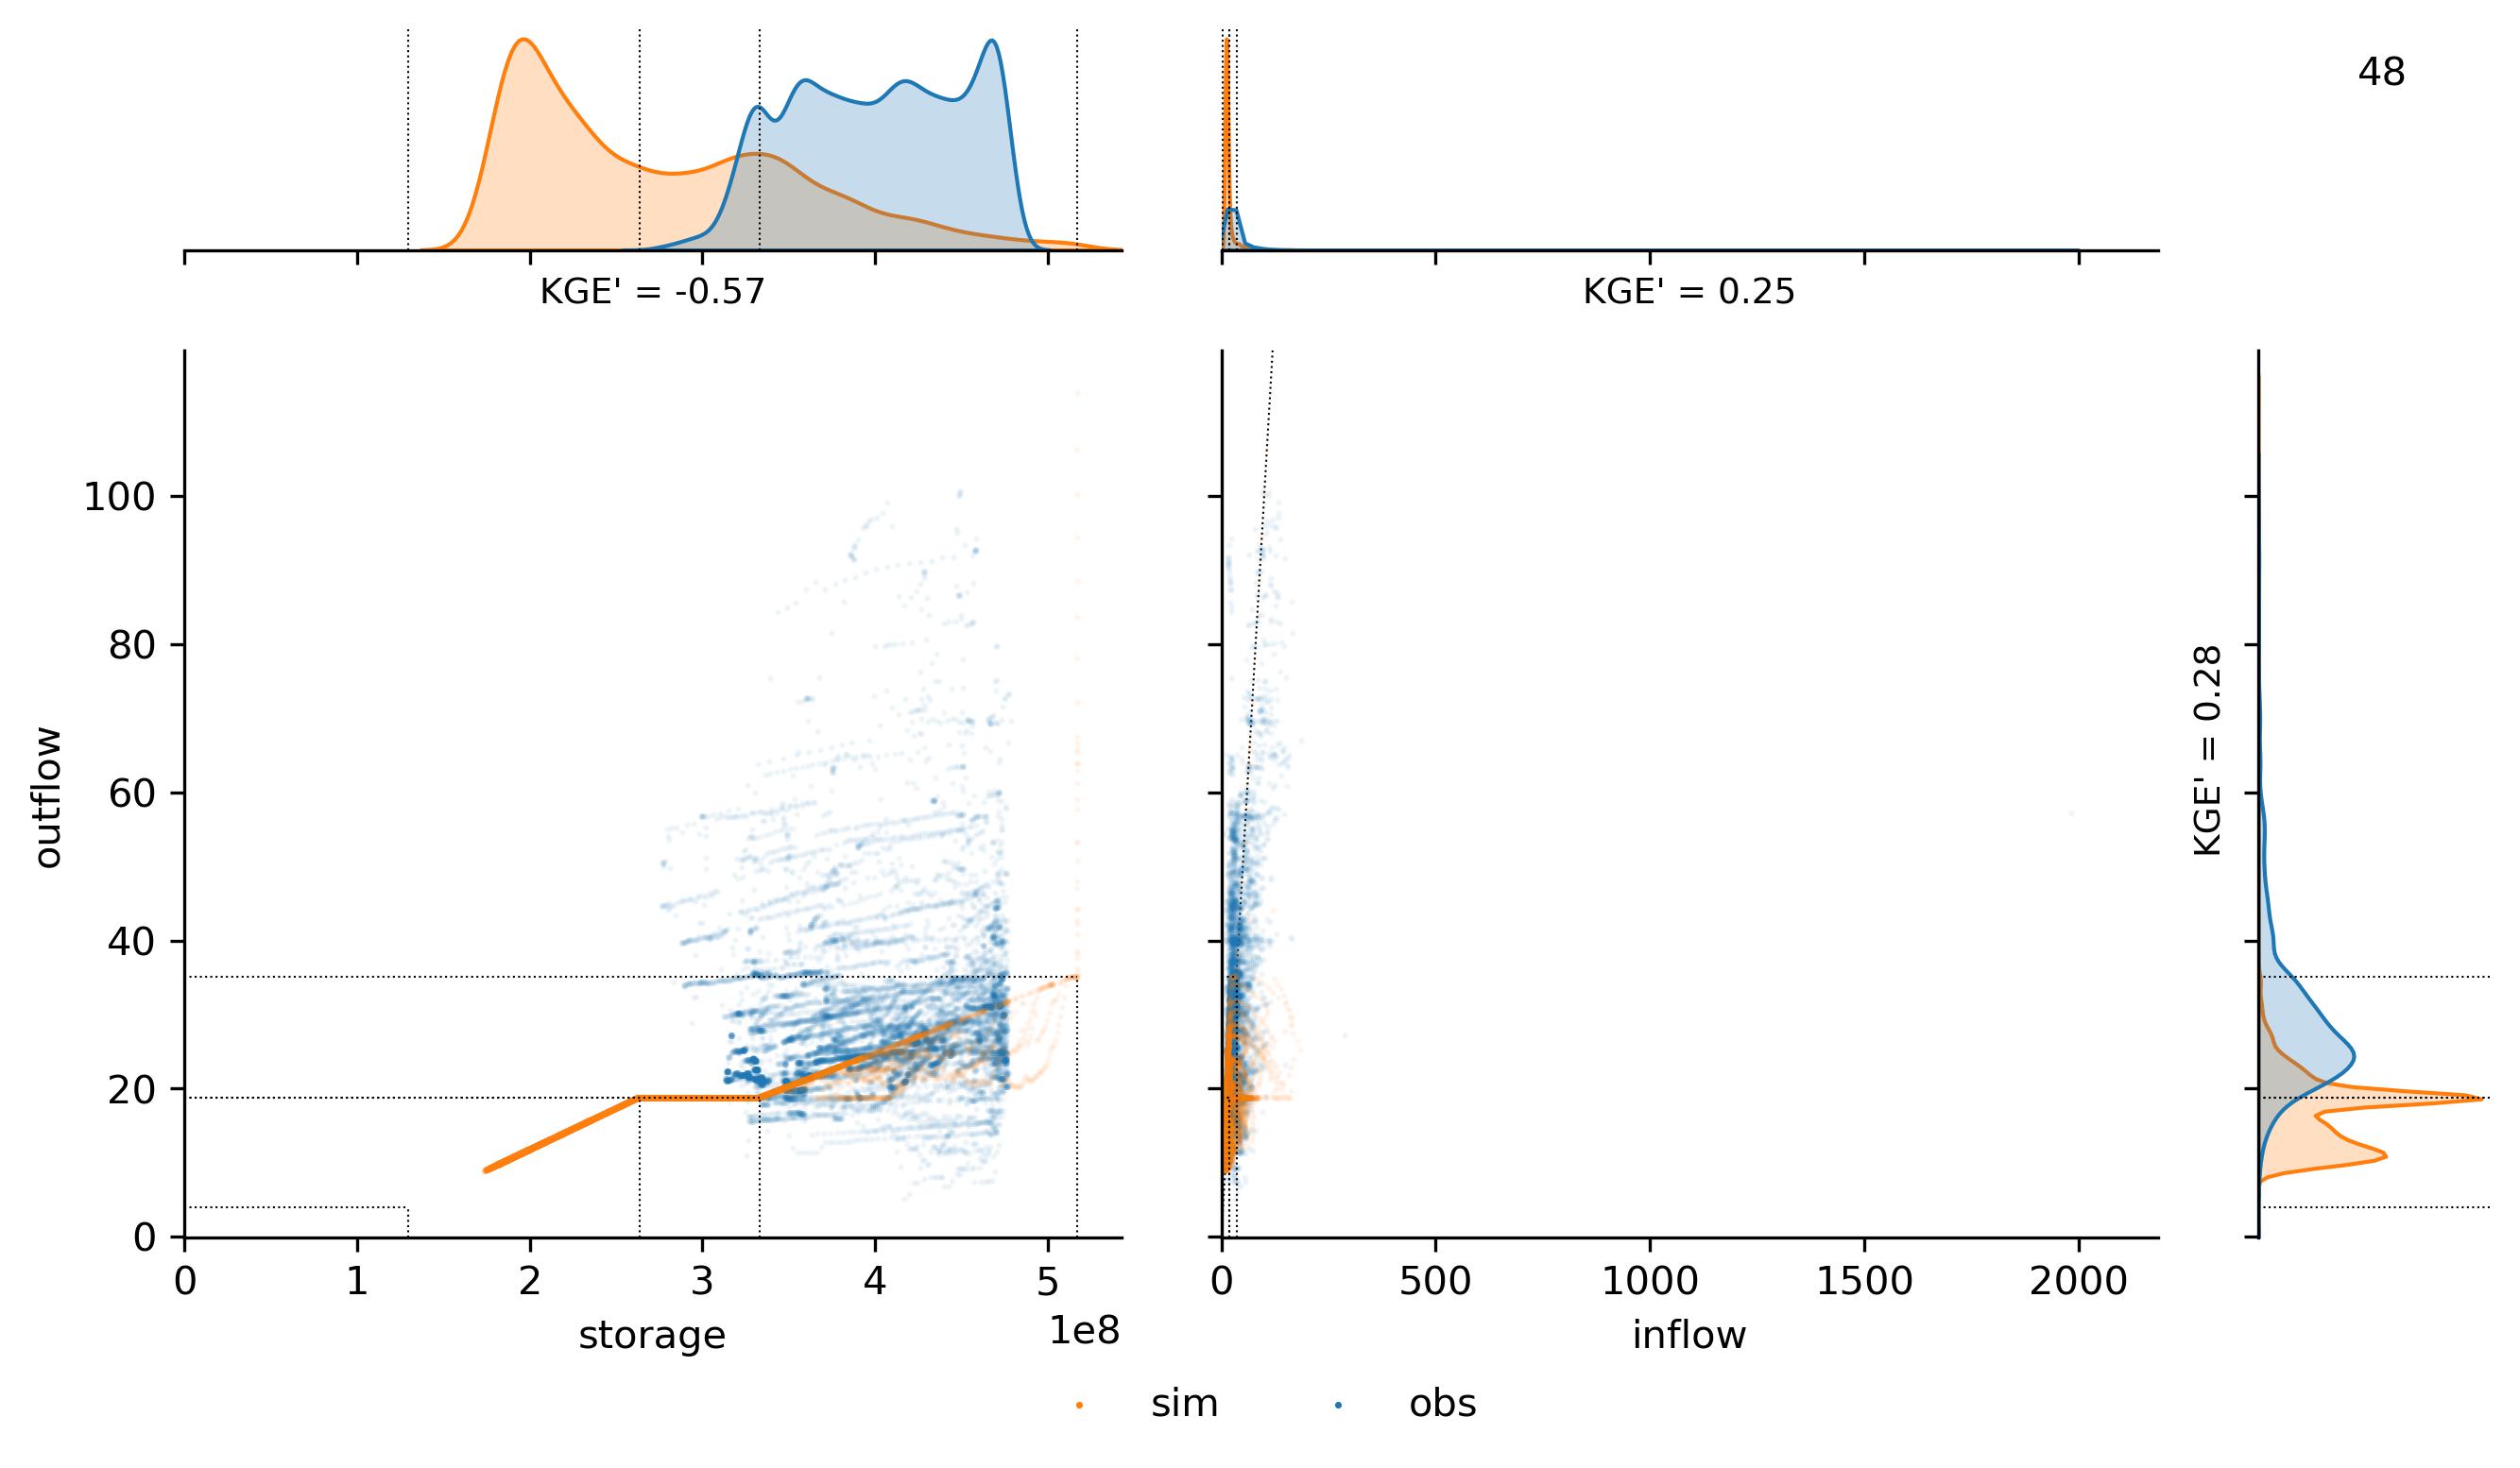 48
KGE' = -0.57
KGE' = 0.25
outflow
100
80
60
40
20
0
KGE' = 0.28
0 1 2 3 4 5
1e8
storage
0 500 1000 1500 2000
inflow
sim obs